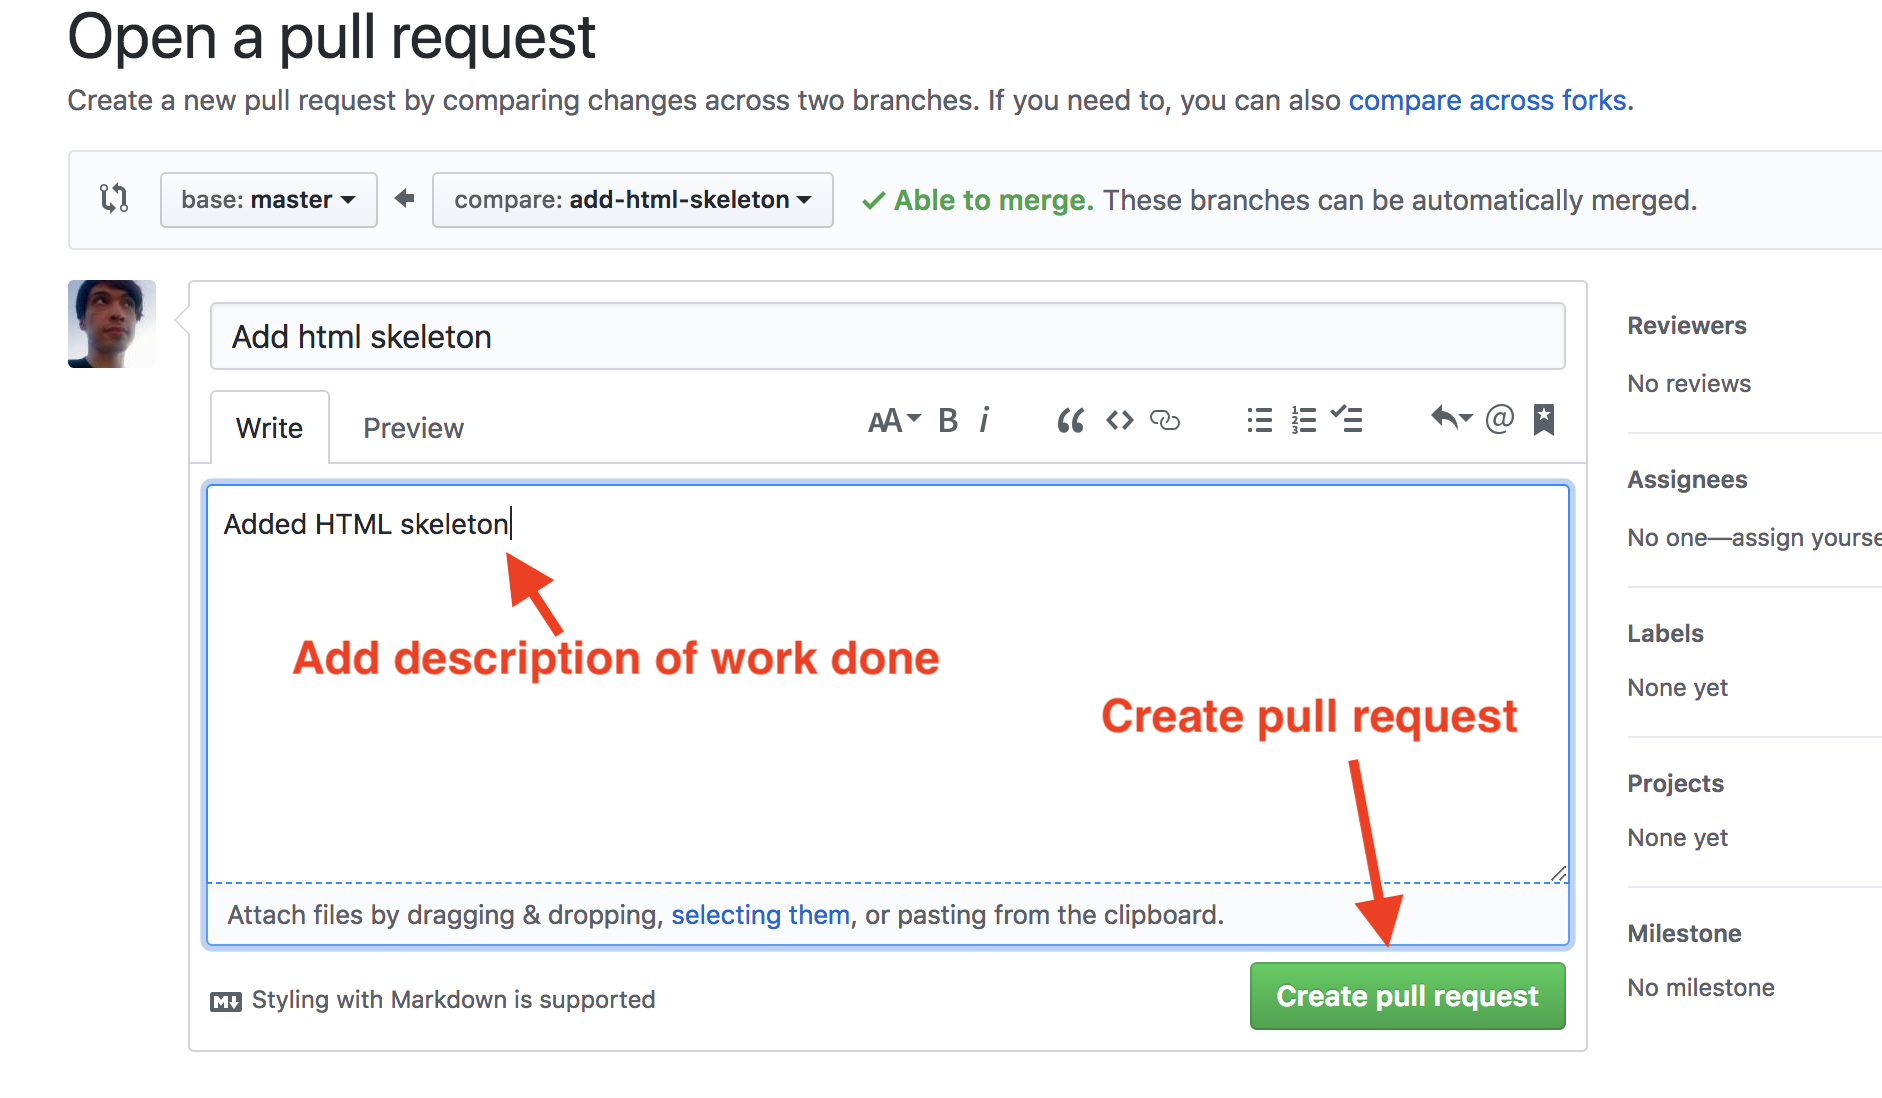 Open a pull request
Create a new pull request by comparing changes across two branches. If you need to, you can also compare across forks.
base: master
compare: add-html-skeleton
Able to merge. These branches can be automatically merged.
Add html skeleton
Write
Preview
AA B i
“ <> 
1 2 3
@
Added HTML skeleton
Add description of work done
Create pull request
Attach files by dragging & dropping, selecting them, or pasting from the clipboard.
M Styling with Markdown is supported
Create pull request
Reviewers
No reviews
Assignees
No one—assign yourse
Labels
None yet
Projects
None yet
Milestone
No milestone